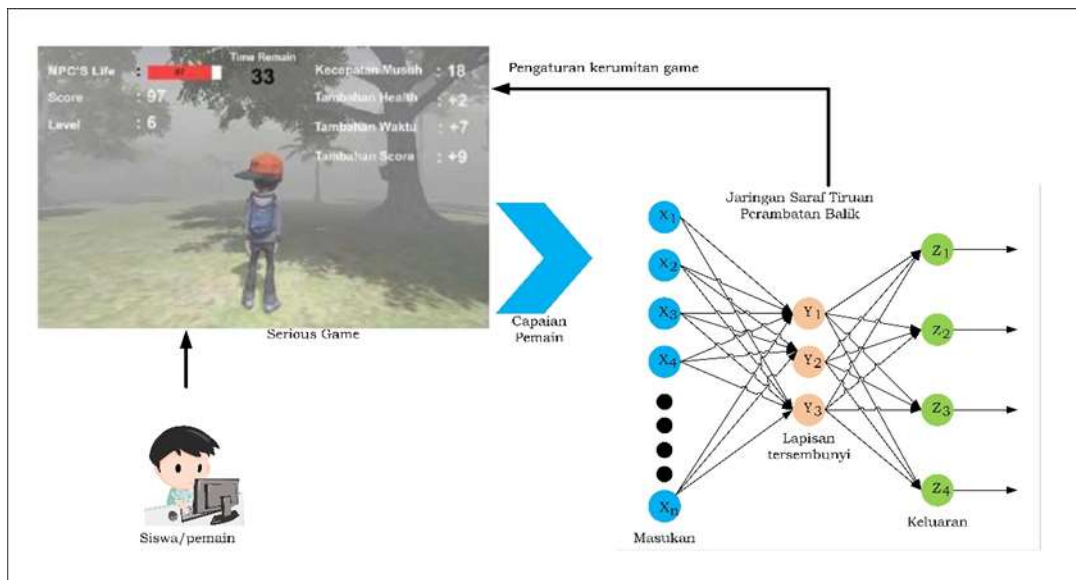 NPC'S Life :
Time Remain
33
Score : 97
Level : 6
Kecepatan Musuh : 18
Tambahan Health : +2
Tambahan Waktu : +7
Tambahan Score : +9
Serious Game
Siswa/pemain
Capaian
Pemain
Pengaturan kerumitan game
Jaringan Saraf Tiruan
Perambatan Balik
X1
X2
X3
X4
Xn
Masukan
Y1
Y2
Y3
Lapisan
tersembunyi
Z1
Z2
Z3
Z4
Keluaran